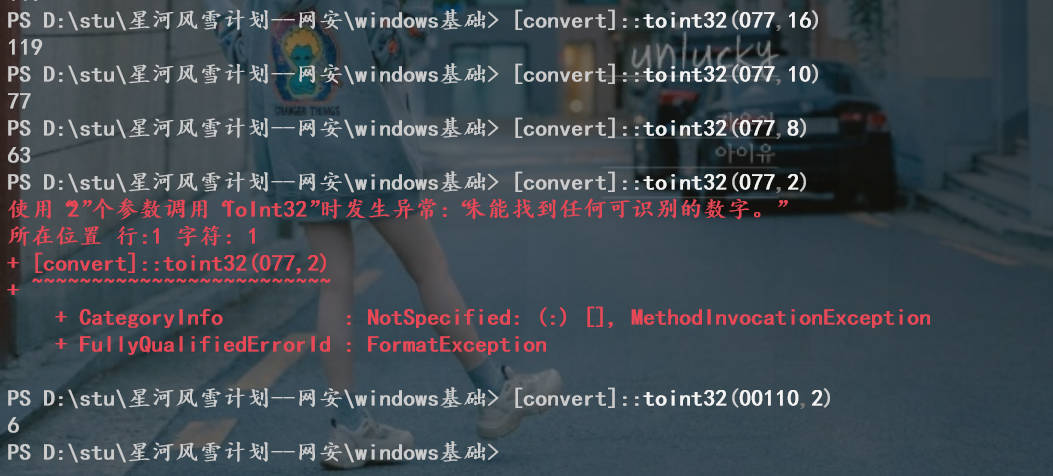 PS D:\stu\星河风雪计划--网安\windows基础> [convert]::toint32(077,16)
119
PS D:\stu\星河风雪计划--网安\windows基础> [convert]::toint32(077,10)
77
PS D:\stu\星河风雪计划--网安\windows基础> [convert]::toint32(077,8)
63
PS D:\stu\星河风雪计划--网安\windows基础> [convert]::toint32(077,2)
使用“2”个参数调用“ToInt32”时发生异常:“未能找到任何可识别的数字。”
所在位置 行:1 字符: 1
+ [convert]::toint32(077,2)
+ ~~~~~~~~~~~~~~~~~~~~~~~~~
    + CategoryInfo          : NotSpecified: (:) [], MethodInvocationException
    + FullyQualifiedErrorId : FormatException
PS D:\stu\星河风雪计划--网安\windows基础> [convert]::toint32(00110,2)
6
PS D:\stu\星河风雪计划--网安\windows基础>
unlucky
아이유